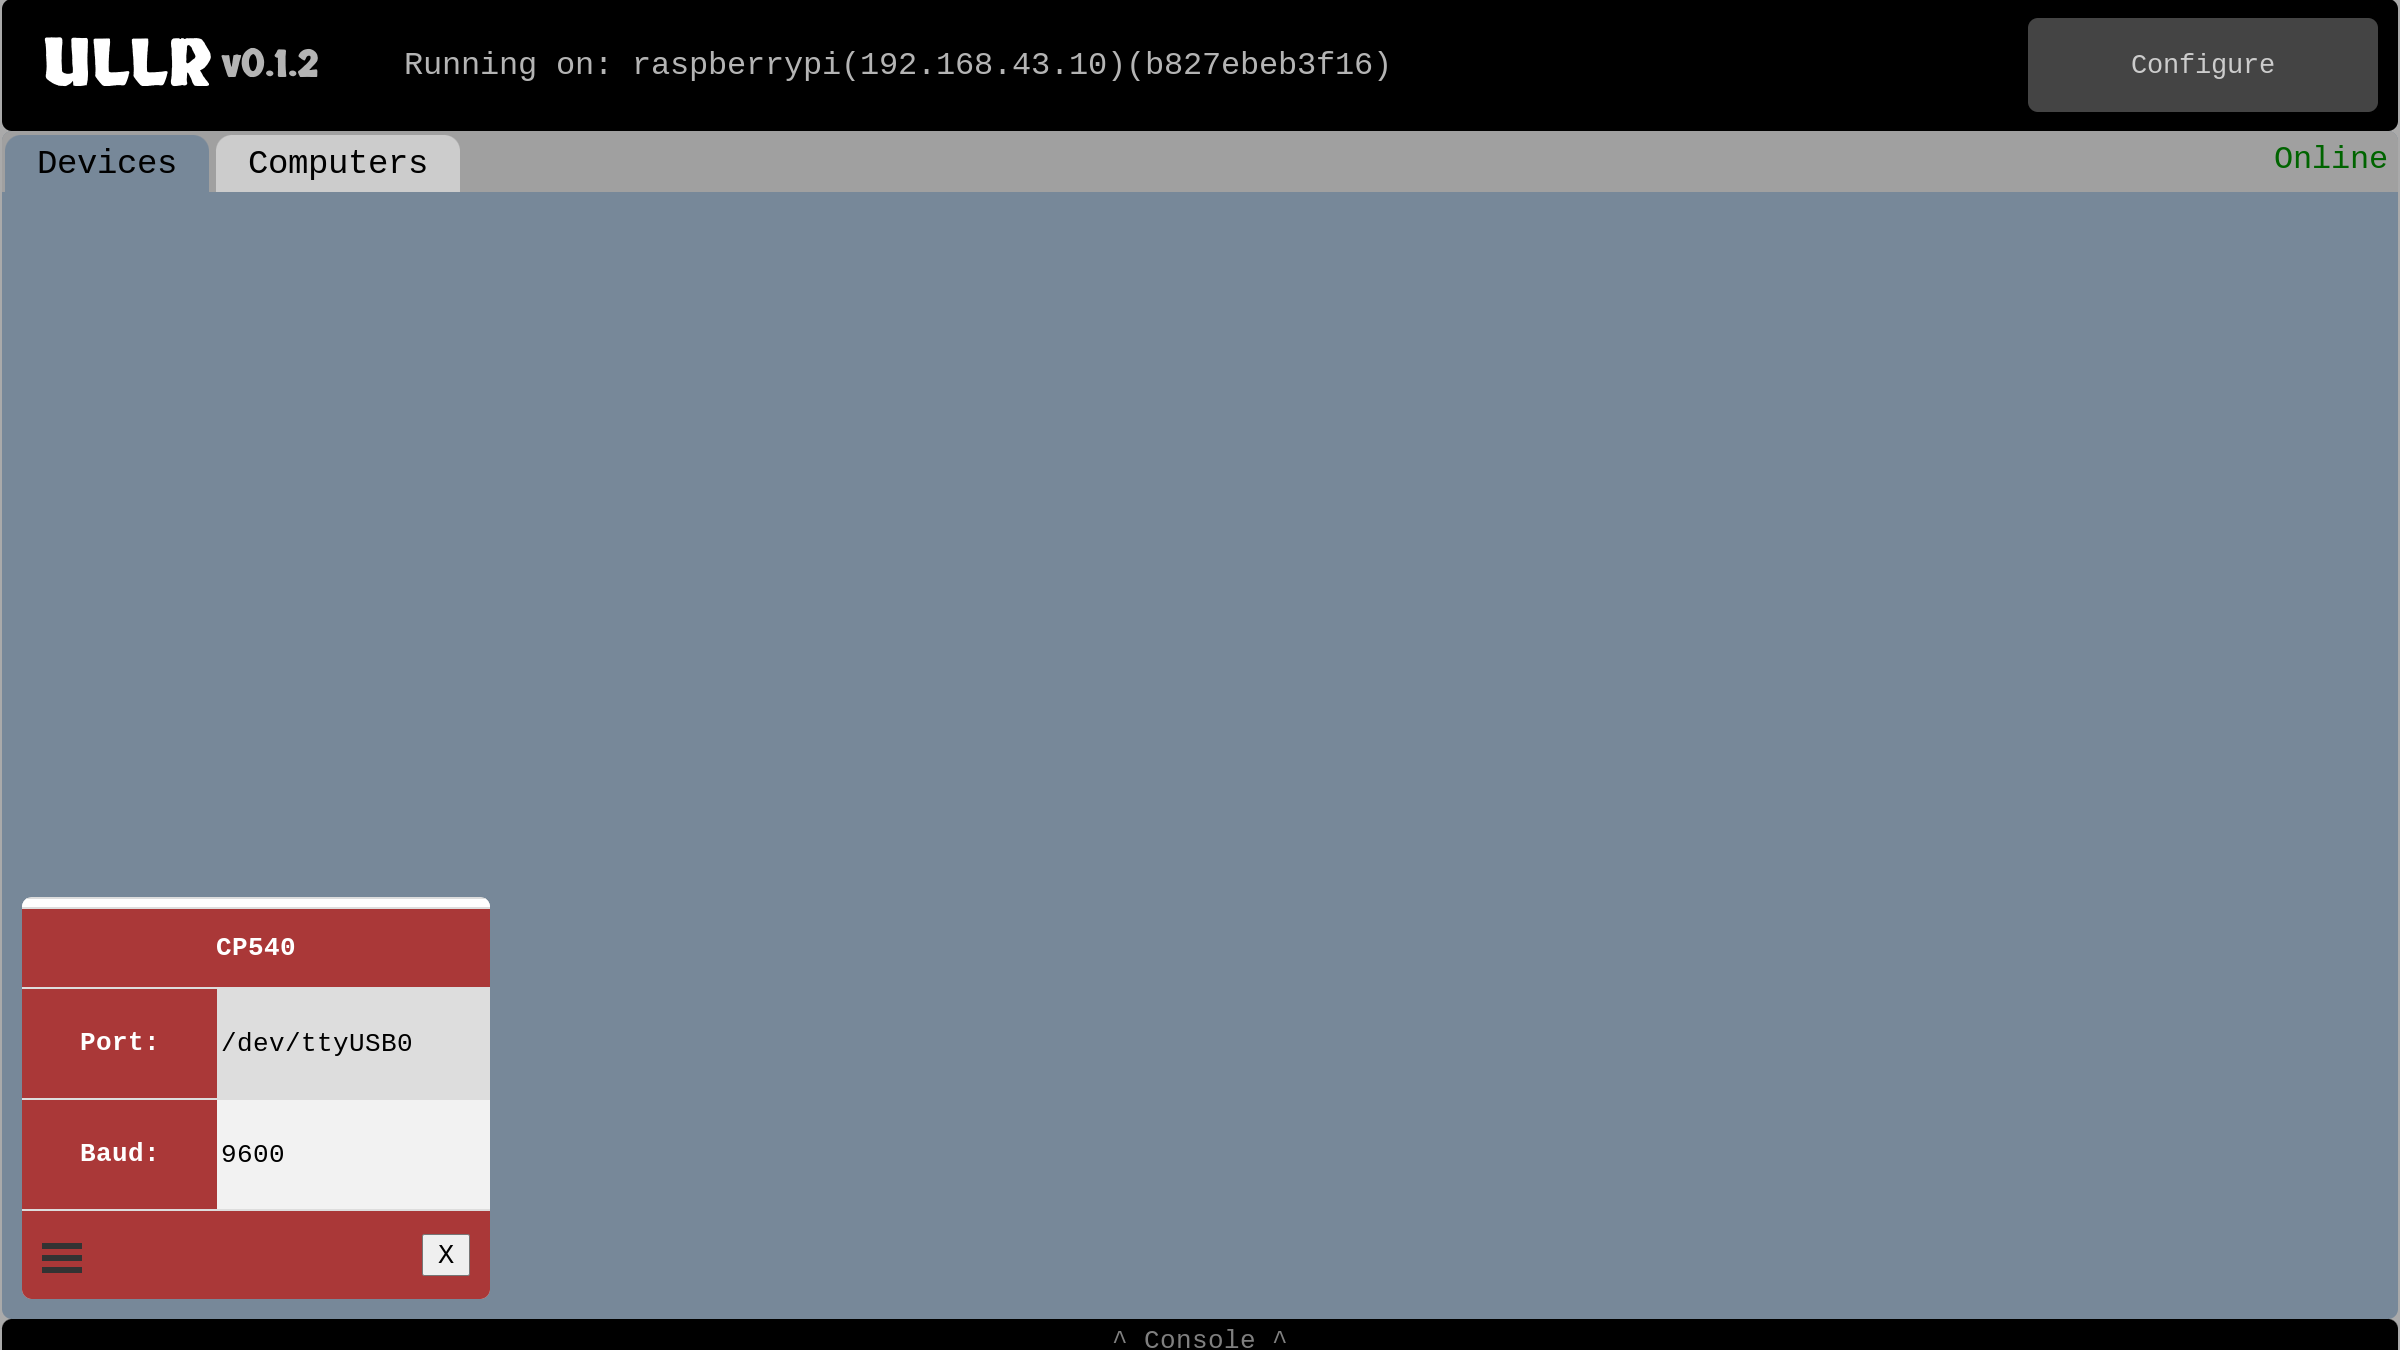 ULLR v0.1.2 Running on: raspberrypi(192.168.43.10)(b827ebeb3f16) Configure
Devices Computers Online
CP540
Port: /dev/ttyUSB0
Baud: 9600
X
^ Console ^